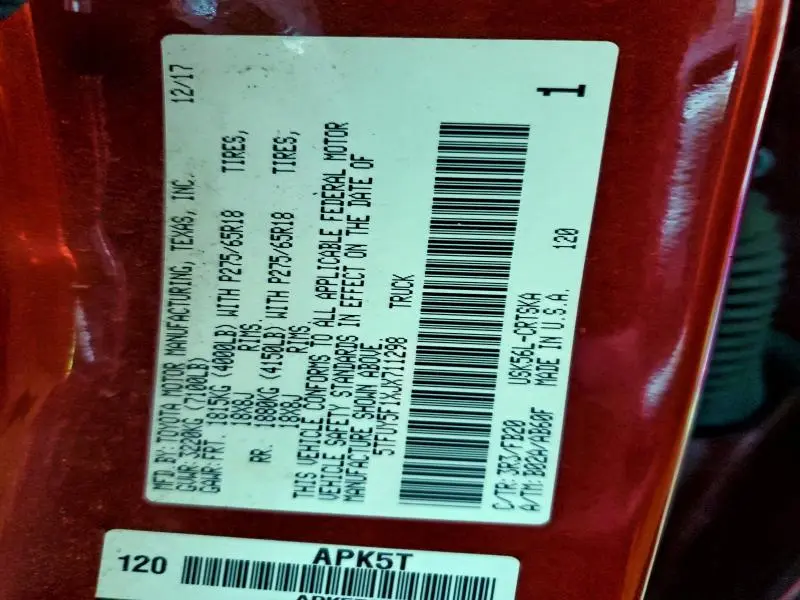 MFD.BY: TOYOTA MOTOR MANUFACTURING, TEXAS, INC. 12/17
GVWR: 3220KG (7100LB)
GAWR: FRT. 1815KG (4000LB) WITH P275/65R18 TIRES,
18X8J RIMS.
RR. 1880KG (4150LB) WITH P275/65R18 TIRES,
18X8J RIMS.
THIS VEHICLE CONFORMS TO ALL APPLICABLE FEDERAL MOTOR
VEHICLE SAFETY STANDARDS IN EFFECT ON THE DATE OF
MANUFACTURE SHOWN ABOVE.
5TFUY5F1XJX711298 TRUCK
1
C/TR: 3R3/FB20 USK56L-CRTSKA 120
A/TM: B02A/AB60F MADE IN U.S.A.
APK5T
120